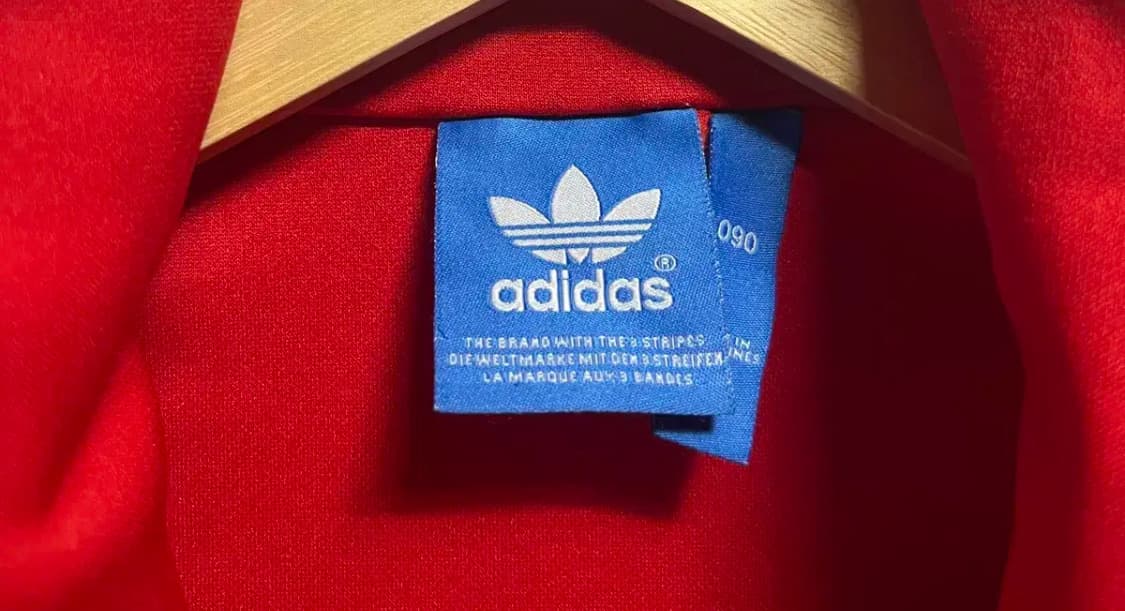 adidas®
THE BRAND WITH THE 3 STRIPES
DIE WELTMARKE MIT DEN 3 STREIFEN
LA MARQUE AUX 3 BANDES
090
IN